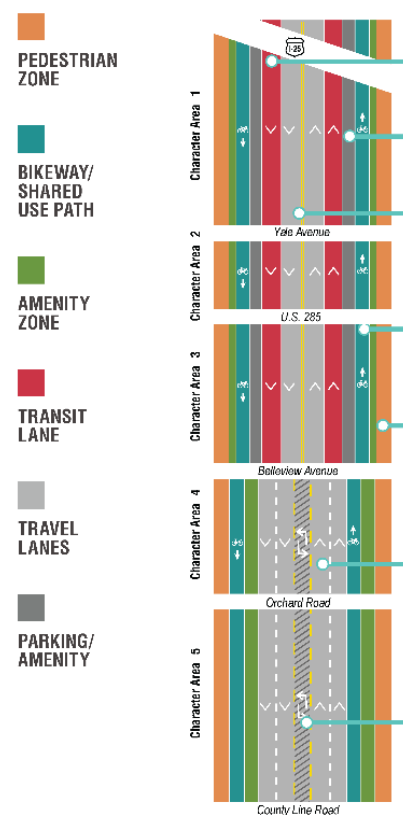 PEDESTRIAN
ZONE
BIKEWAY/
SHARED
USE PATH
AMENITY
ZONE
TRANSIT
LANE
TRAVEL
LANES
PARKING/
AMENITY
I-25
Character Area 1
Yale Avenue
Character Area 2
U.S. 285
Character Area 3
Belleview Avenue
Character Area 4
Orchard Road
Character Area 5
County Line Road